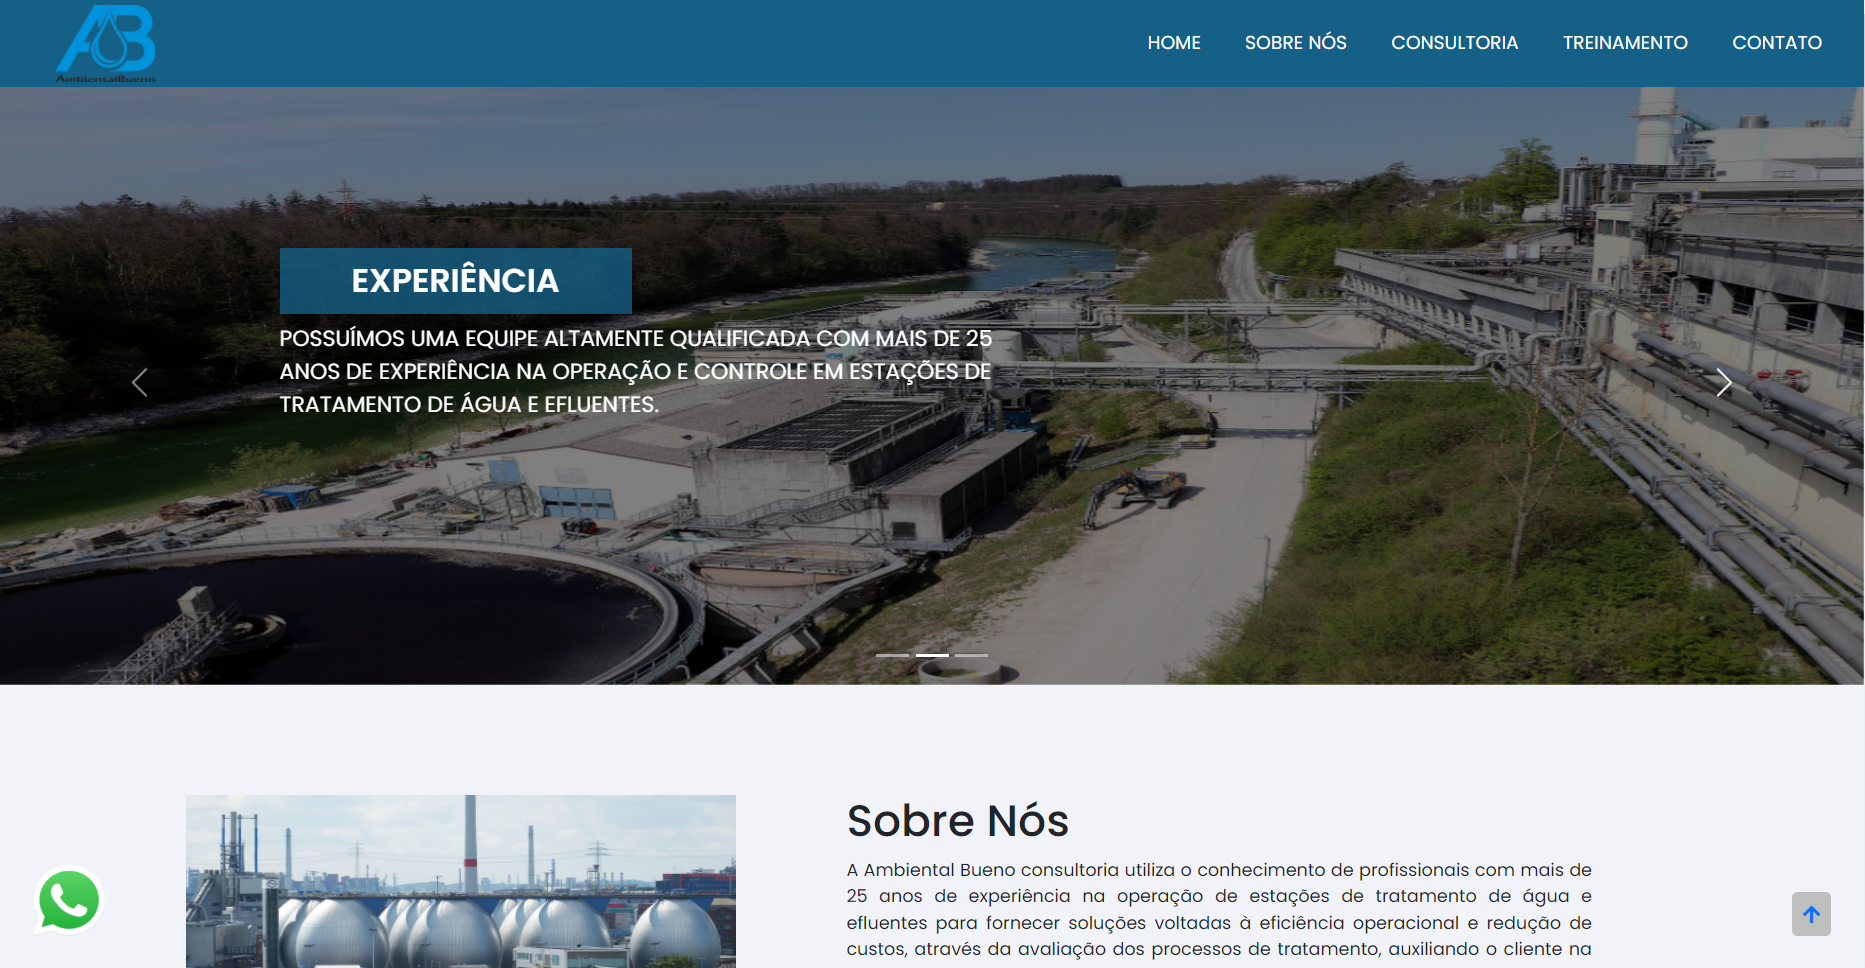 AB
AmbientalBueno
HOME SOBRE NÓS CONSULTORIA TREINAMENTO CONTATO
EXPERIÊNCIA
POSSUÍMOS UMA EQUIPE ALTAMENTE QUALIFICADA COM MAIS DE 25
ANOS DE EXPERIÊNCIA NA OPERAÇÃO E CONTROLE EM ESTAÇÕES DE
TRATAMENTO DE ÁGUA E EFLUENTES.
Sobre Nós
A Ambiental Bueno consultoria utiliza o conhecimento de profissionais com mais de
25 anos de experiência na operação de estações de tratamento de água e
efluentes para fornecer soluções voltadas à eficiência operacional e redução de
custos, através da avaliação dos processos de tratamento, auxiliando o cliente na